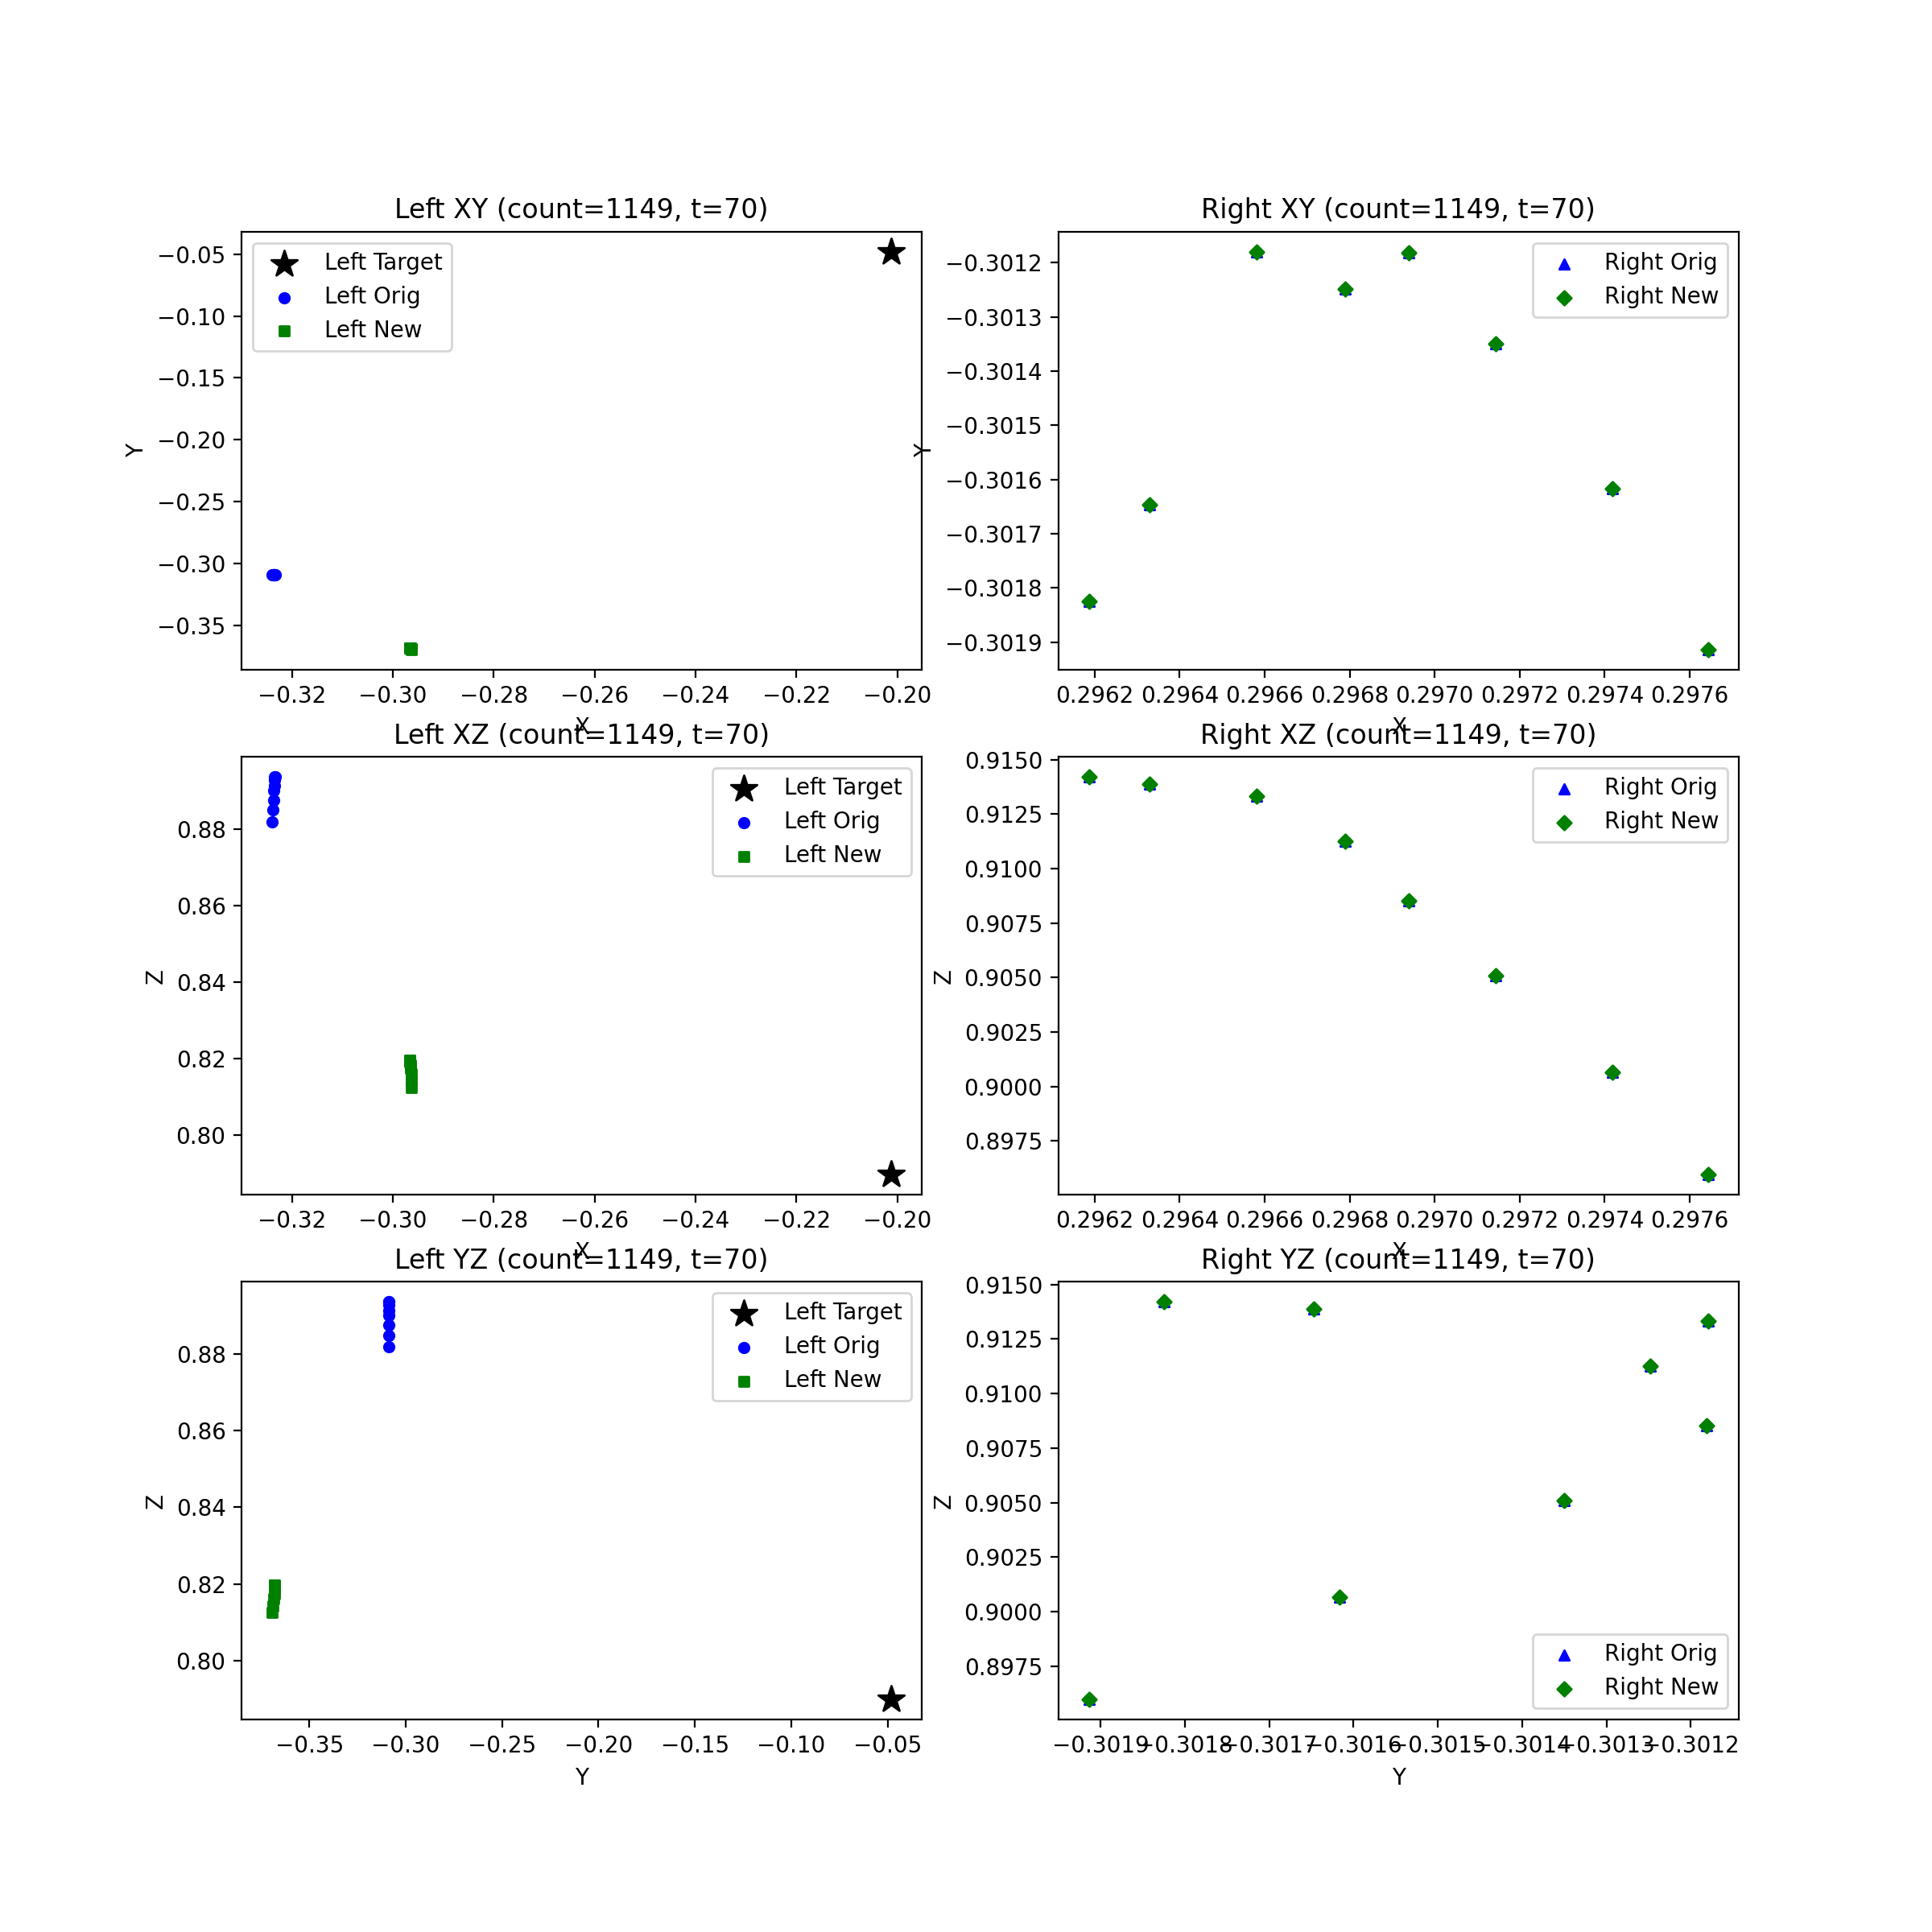 Left XY (count=1149, t=70)
−0.05
−0.10
−0.15
−0.20
−0.25
−0.30
−0.35
Y
Left Target
Left Orig
Left New
−0.32 −0.30 −0.28 −0.26 −0.24 −0.22 −0.20
X
Right XY (count=1149, t=70)
−0.3012
−0.3013
−0.3014
−0.3015
−0.3016
−0.3017
−0.3018
−0.3019
Y
Right Orig
Right New
0.2962 0.2964 0.2966 0.2968 0.2970 0.2972 0.2974 0.2976
X
Left XZ (count=1149, t=70)
0.88
0.86
0.84
0.82
0.80
Z
Left Target
Left Orig
Left New
−0.32 −0.30 −0.28 −0.26 −0.24 −0.22 −0.20
X
Right XZ (count=1149, t=70)
0.9150
0.9125
0.9100
0.9075
0.9050
0.9025
0.9000
0.8975
Z
Right Orig
Right New
0.2962 0.2964 0.2966 0.2968 0.2970 0.2972 0.2974 0.2976
X
Left YZ (count=1149, t=70)
0.88
0.86
0.84
0.82
0.80
Z
Left Target
Left Orig
Left New
−0.35 −0.30 −0.25 −0.20 −0.15 −0.10 −0.05
Y
Right YZ (count=1149, t=70)
0.9150
0.9125
0.9100
0.9075
0.9050
0.9025
0.9000
0.8975
Z
Right Orig
Right New
−0.3019 −0.3018 −0.3017 −0.3016 −0.3015 −0.3014 −0.3013 −0.3012
Y